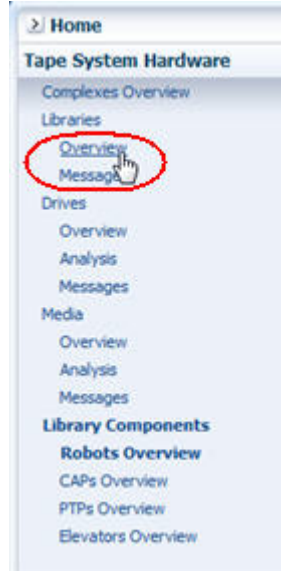 Home
Tape System Hardware
Complexes Overview
Libraries
Overview
Messages
Drives
Overview
Analysis
Messages
Media
Overview
Analysis
Messages
Library Components
Robots Overview
CAPs Overview
PTPs Overview
Elevators Overview